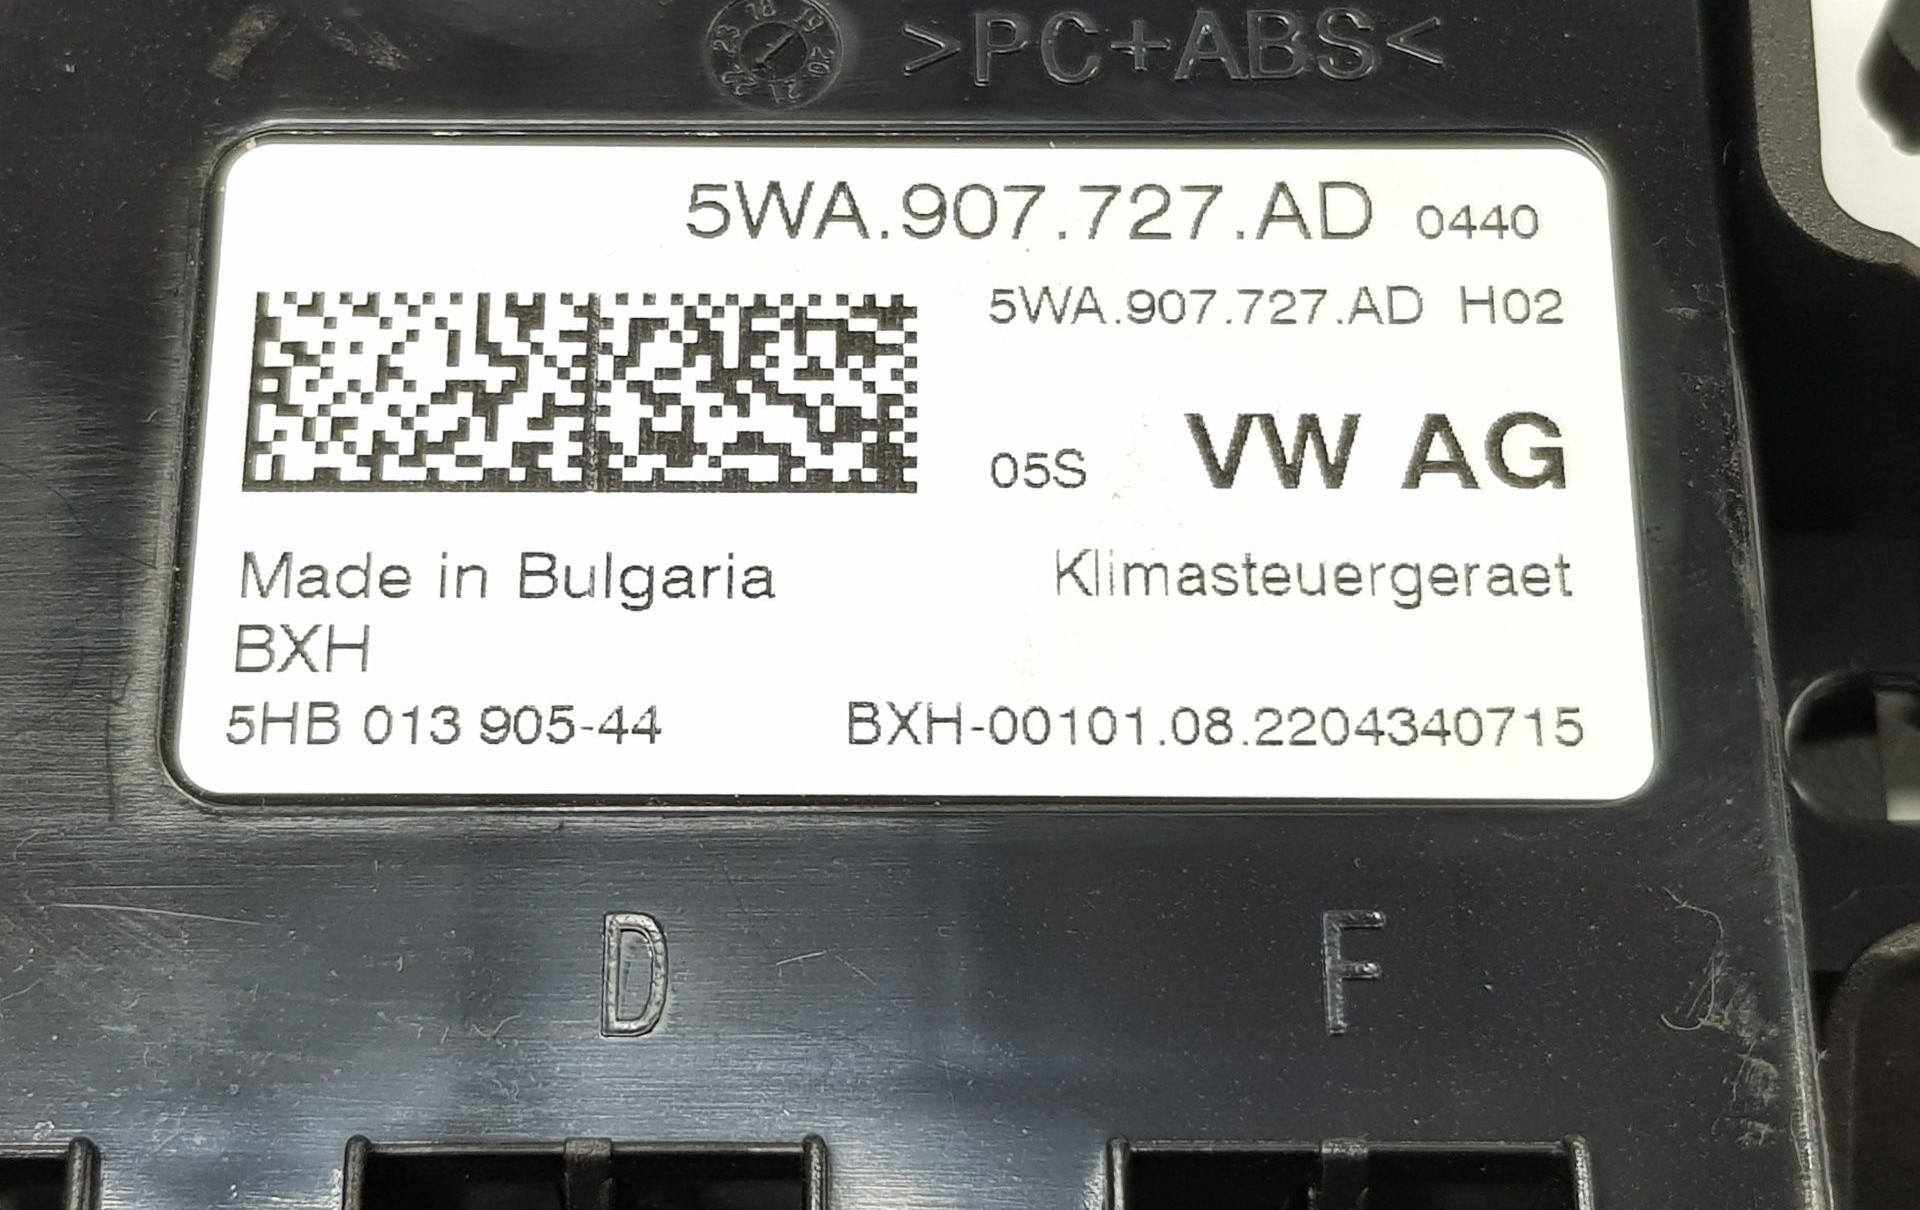 >PC+ABS<
5WA.907.727.AD 0440
5WA.907.727.AD H02
05S VW AG
Made in Bulgaria Klimasteuergeraet
BXH
5HB 013 905-44 BXH-00101.08.2204340715
D F